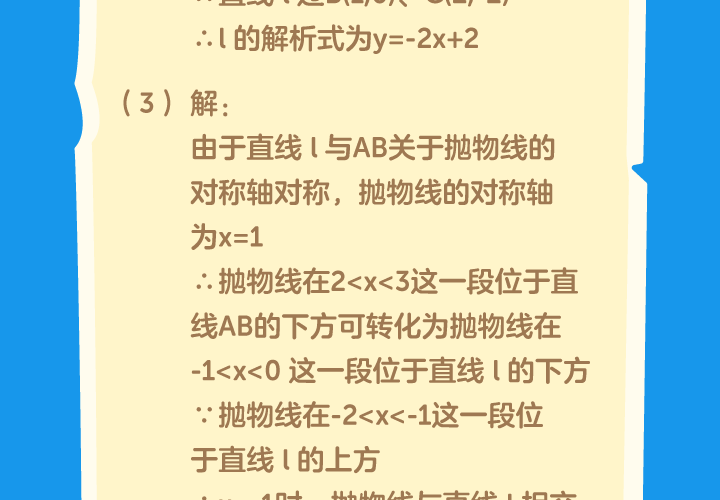 ∴l 的解析式为y=-2x+2
（3）解：
由于直线 l 与AB关于抛物线的
对称轴对称，抛物线的对称轴
为x=1
∴抛物线在2<x<3这一段位于直
线AB的下方可转化为抛物线在
-1<x<0 这一段位于直线 l 的下方
∵抛物线在-2<x<-1这一段位
于直线 l 的上方